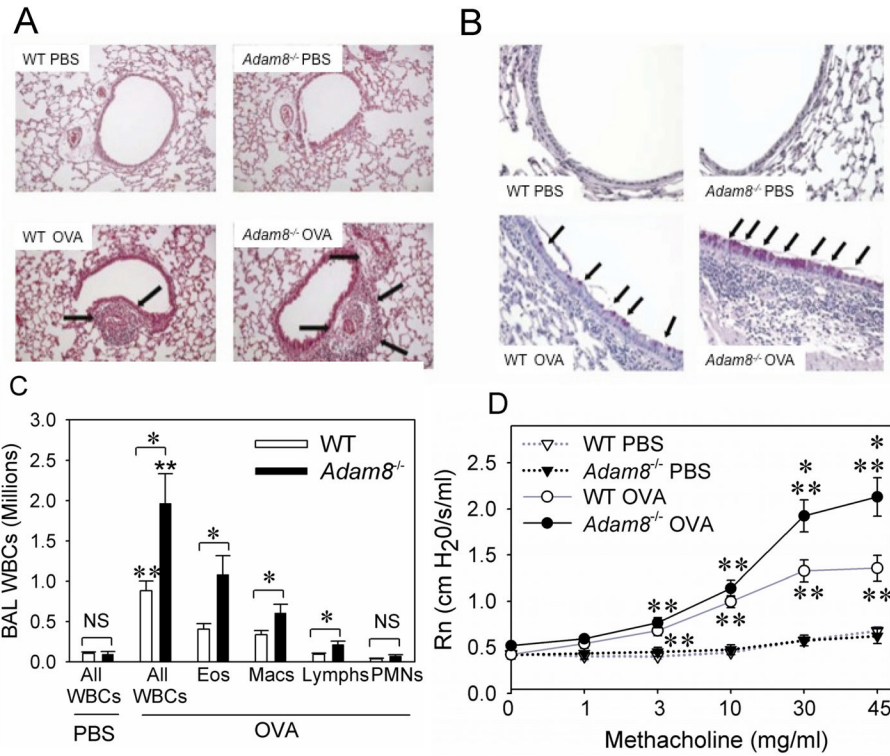 A
WT PBS
Adam8-/- PBS
WT OVA
Adam8-/- OVA
B
WT PBS
Adam8-/- PBS
WT OVA
Adam8-/- OVA
C
BAL WBCs (Millions)
3.0
2.5
2.0
1.5
1.0
0.5
0.0
WT
Adam8-/-
NS
**
*
**
*
*
*
NS
All WBCs
All WBCs
Eos
Macs
Lymphs
PMNs
PBS
OVA
D
Rn (cm H20/s/ml)
2.5
2.0
1.5
1.0
0.5
0.0
WT PBS
Adam8-/- PBS
WT OVA
Adam8-/- OVA
**
**
**
**
*
**
**
*
**
**
0
1
3
10
30
45
Methacholine (mg/ml)